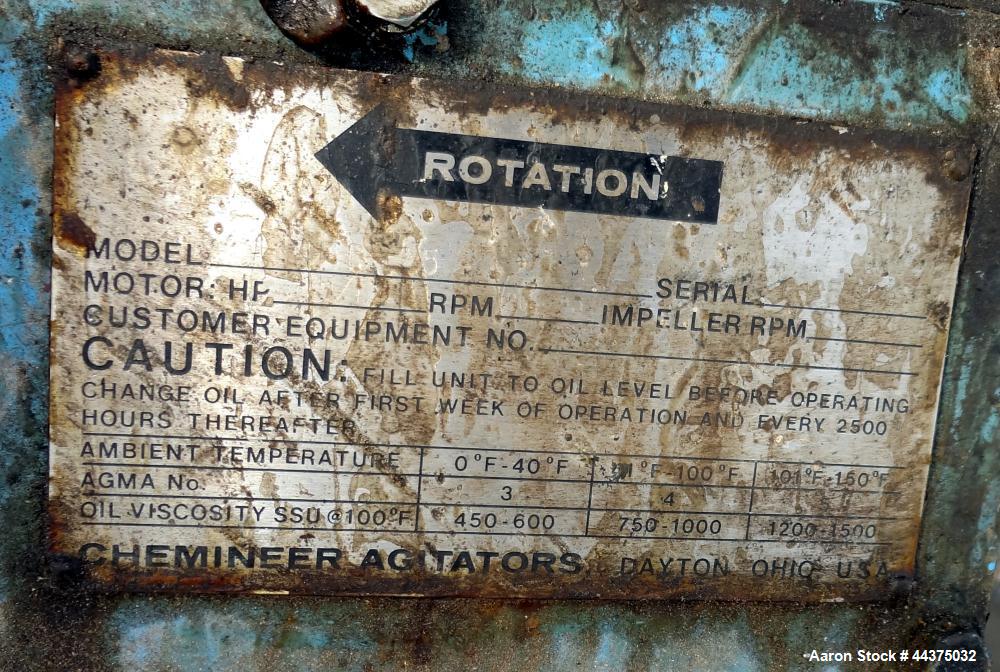 ROTATION
MODEL: SERIAL:
MOTOR: HP RPM IMPELLER RPM
CUSTOMER EQUIPMENT NO.
CAUTION: FILL UNIT TO OIL LEVEL BEFORE OPERATING
CHANGE OIL AFTER FIRST WEEK OF OPERATION AND EVERY 2500
HOURS THEREAFTER
AMBIENT TEMPERATURE 0°F-40°F 41°F-100°F 101°F-150°F
AGMA No. 3 4
OIL VISCOSITY SSU@100°F 450-600 750-1000 1200-1500
CHEMINEER AGITATORS, DAYTON OHIO USA
Aaron Stock # 44375032